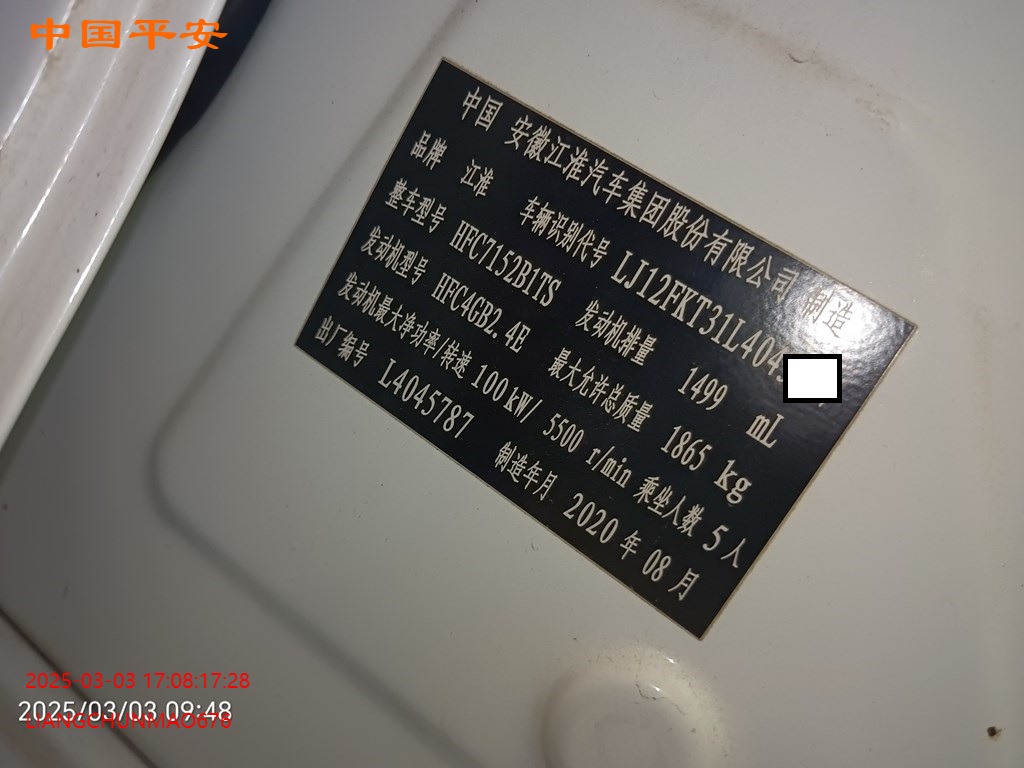 中国平安
中国 安徽江淮汽车集团股份有限公司 制造
品牌 江淮 车辆识别代号 LJ12FKT31L404
整车型号 HFC7152B1TS 发动机排量 1499 mL
发动机型号 HFC4GB2.4E 最大允许总质量 1865 kg
发动机最大净功率/转速 100kW/ 5500 r/min 乘坐人数 5 人
出厂编号 L4045787 制造年月 2020 年 08 月
2025-03-03 17:08:17:28
2025/03/03 09:48
LIANGCHUNMAO678